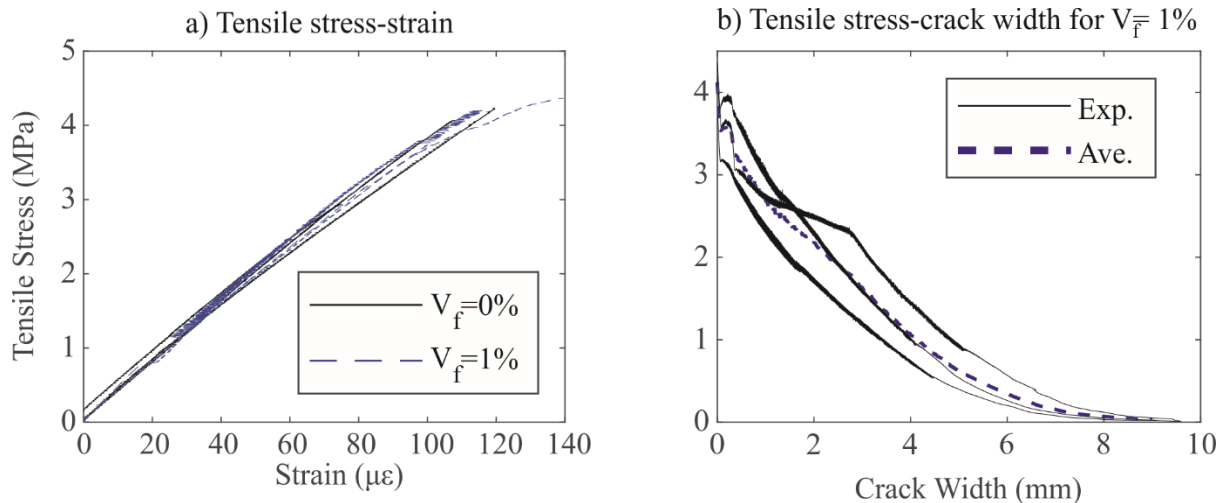 a) Tensile stress-strain
5
4
3
2
1
0
Tensile Stress (MPa)
V_f=0%
V_f=1%
0 20 40 60 80 100 120 140
Strain (με)
b) Tensile stress-crack width for V_f= 1%
4
3
2
1
0
Exp.
Ave.
0 2 4 6 8 10
Crack Width (mm)